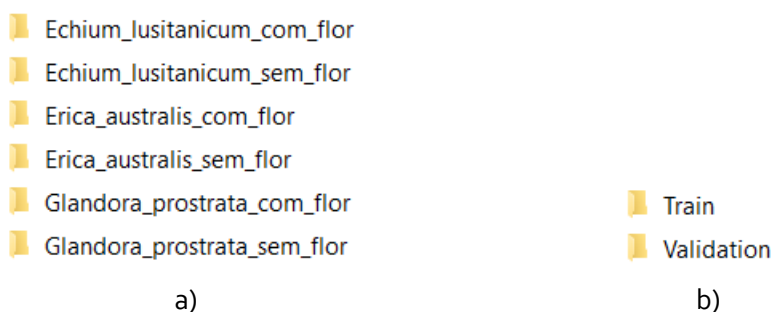 Echium_lusitanicum_com_flor
Echium_lusitanicum_sem_flor
Erica_australis_com_flor
Erica_australis_sem_flor
Glandora_prostrata_com_flor
Glandora_prostrata_sem_flor
a)
Train
Validation
b)